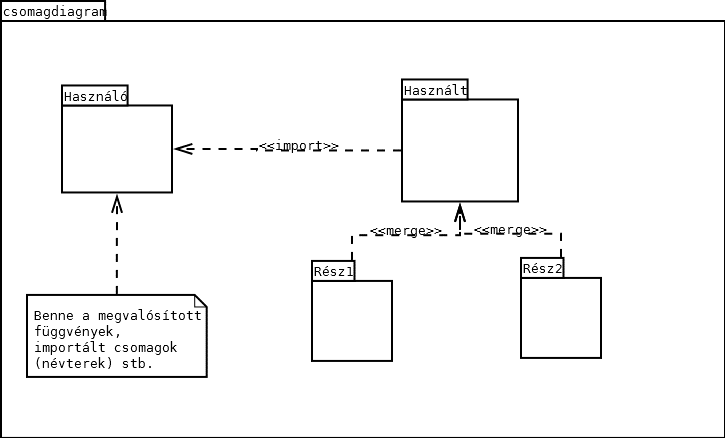 csomagdiagram
Használó
Használt
<<import>>
<<merge>>
<<merge>>
Rész1
Rész2
Benne a megvalósított
függvények,
importált csomagok
(névterek) stb.